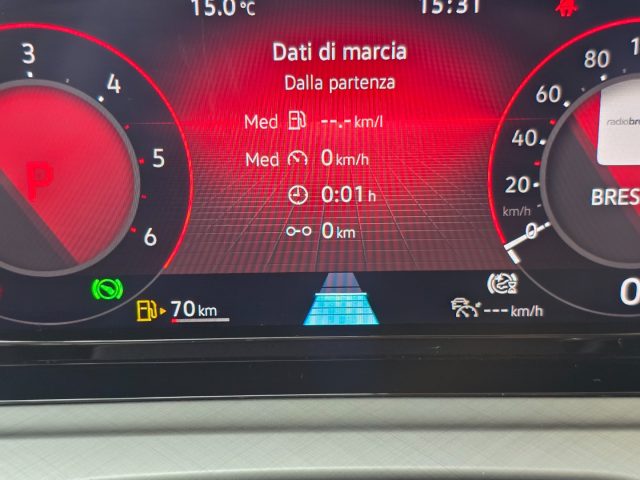 15.0 °C
15:31
Dati di marcia
Dalla partenza
Med --.- km/l
Med 0 km/h
0:01 h
0 km
3
4
5
6
P
80
60
40
20
0
km/h
radiobr
BRES
0
70 km
--- km/h